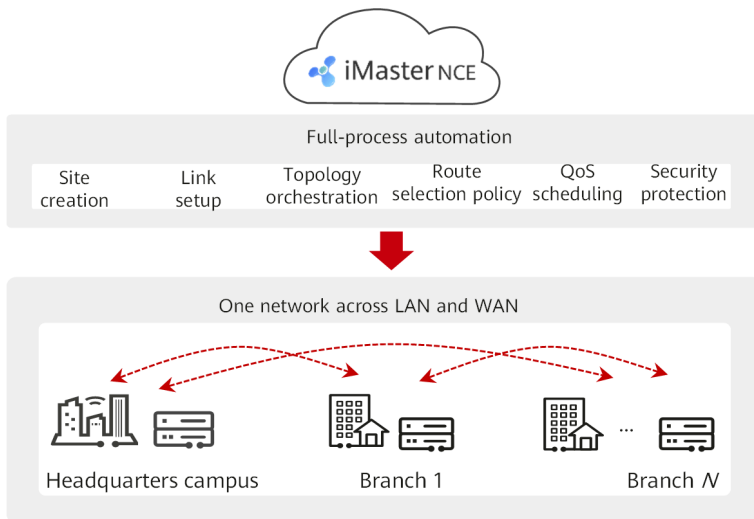 iMaster NCE
Full-process automation
Site creation
Link setup
Topology orchestration
Route selection policy
QoS scheduling
Security protection
One network across LAN and WAN
...
Headquarters campus
Branch 1
Branch N